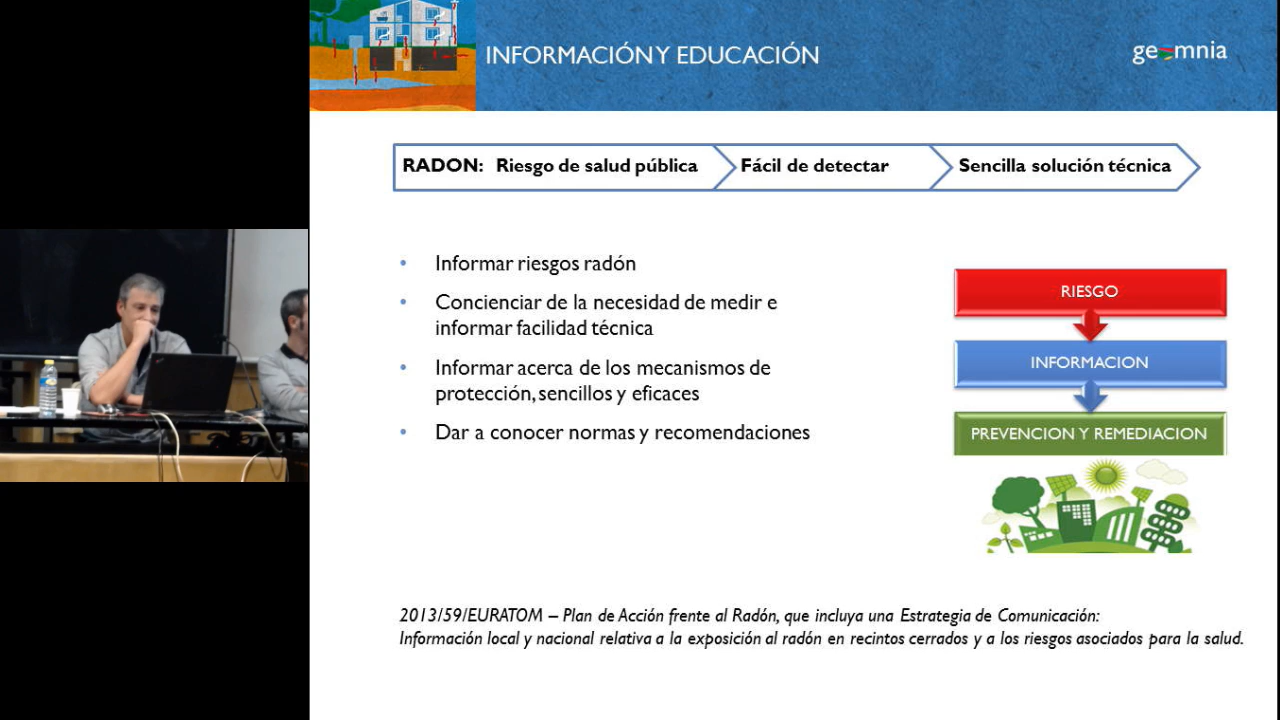 INFORMACIÓN Y EDUCACIÓN
geomnia
RADON: Riesgo de salud pública
Fácil de detectar
Sencilla solución técnica
• Informar riesgos radón
• Concienciar de la necesidad de medir e
informar facilidad técnica
• Informar acerca de los mecanismos de
protección, sencillos y eficaces
• Dar a conocer normas y recomendaciones
RIESGO
INFORMACION
PREVENCION Y REMEDIACION
2013/59/EURATOM – Plan de Acción frente al Radón, que incluya una Estrategia de Comunicación:
Información local y nacional relativa a la exposición al radón en recintos cerrados y a los riesgos asociados para la salud.